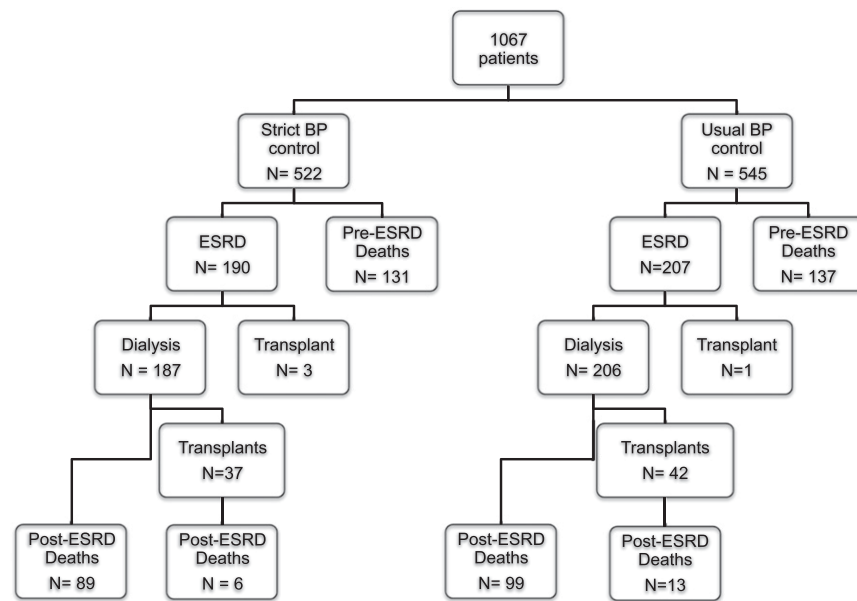 1067
patients
Strict BP
control
N= 522
Usual BP
control
N = 545
ESRD
N= 190
Pre-ESRD
Deaths
N= 131
ESRD
N=207
Pre-ESRD
Deaths
N= 137
Dialysis
N = 187
Transplant
N= 3
Dialysis
N = 206
Transplant
N=1
Transplants
N=37
Transplants
N= 42
Post-ESRD
Deaths
N= 89
Post-ESRD
Deaths
N = 6
Post-ESRD
Deaths
N= 99
Post-ESRD
Deaths
N=13